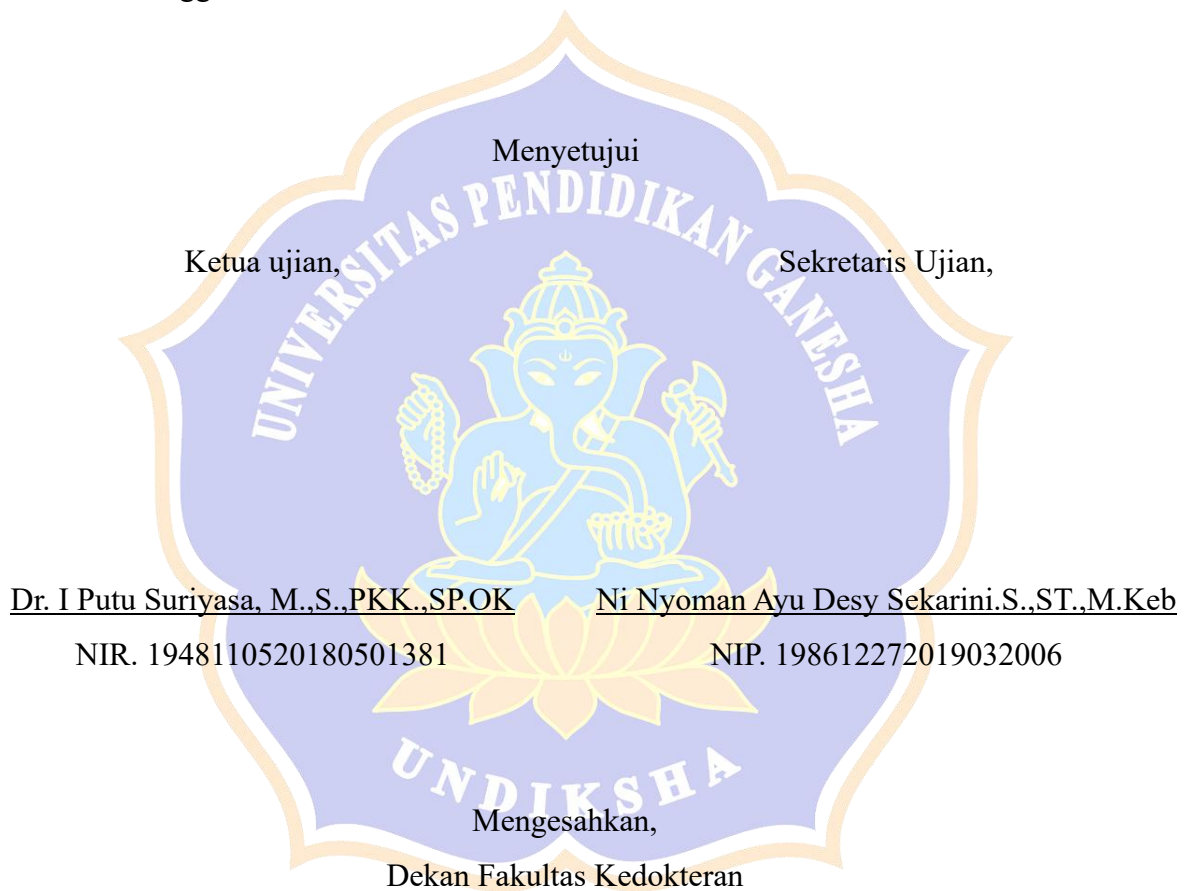 Menyetujui
UNIVERSITAS PENDIDIKAN GANESHA
Ketua ujian, Sekretaris Ujian,
Dr. I Putu Suriyasa, M.,S.,PKK.,SP.OK Ni Nyoman Ayu Desy Sekarini.S.,ST.,M.Keb
NIR. 1948110520180501381 NIP. 198612272019032006
UNDIKSHA
Mengesahkan,
Dekan Fakultas Kedokteran